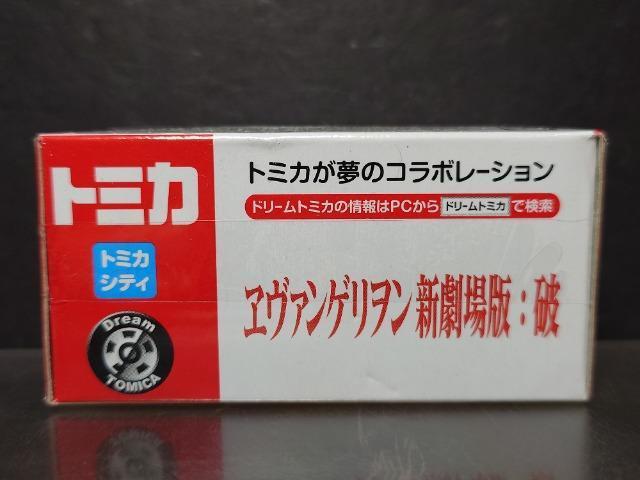 トミカ
トミカ
シティ
Dream
TOMICA
トミカが夢のコラボレーション
ドリームトミカの情報はPCから ドリームトミカ で検索
ヱヴァンゲリヲン新劇場版：破